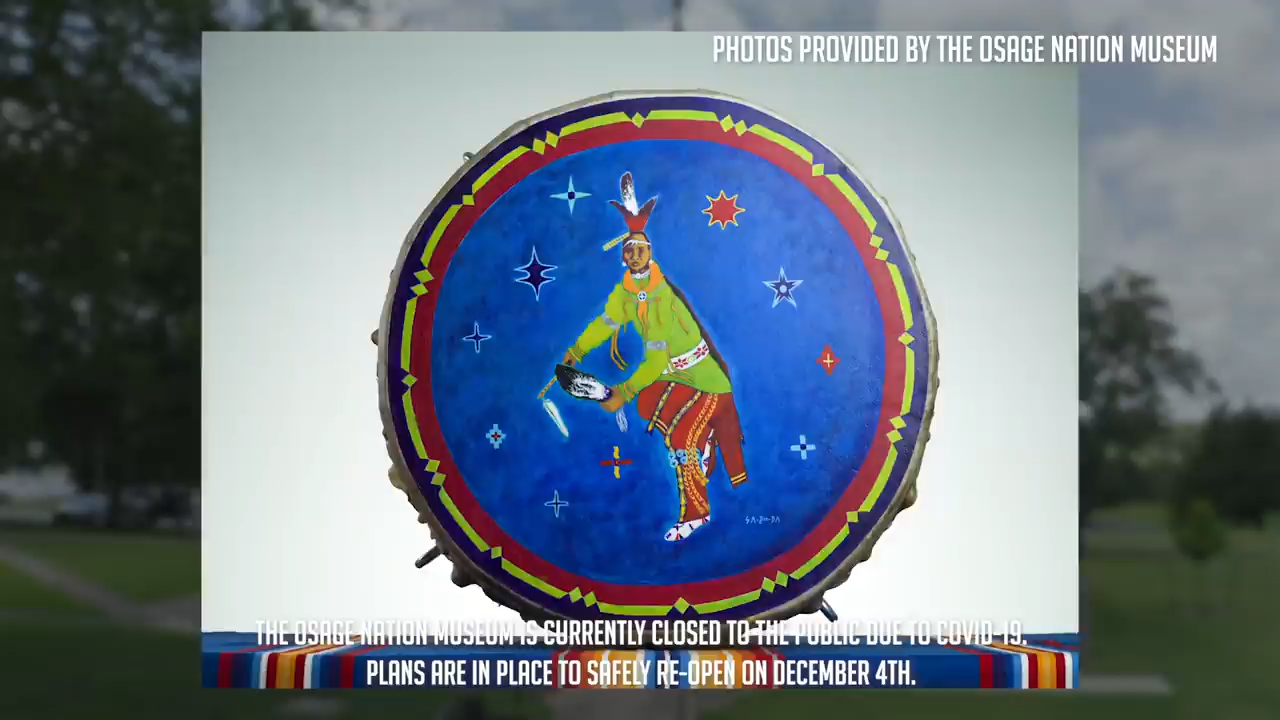 PHOTOS PROVIDED BY THE OSAGE NATION MUSEUM
THE OSAGE NATION MUSEUM IS CURRENTLY CLOSED TO THE PUBLIC DUE TO COVID-19.
PLANS ARE IN PLACE TO SAFELY RE-OPEN ON DECEMBER 4TH.